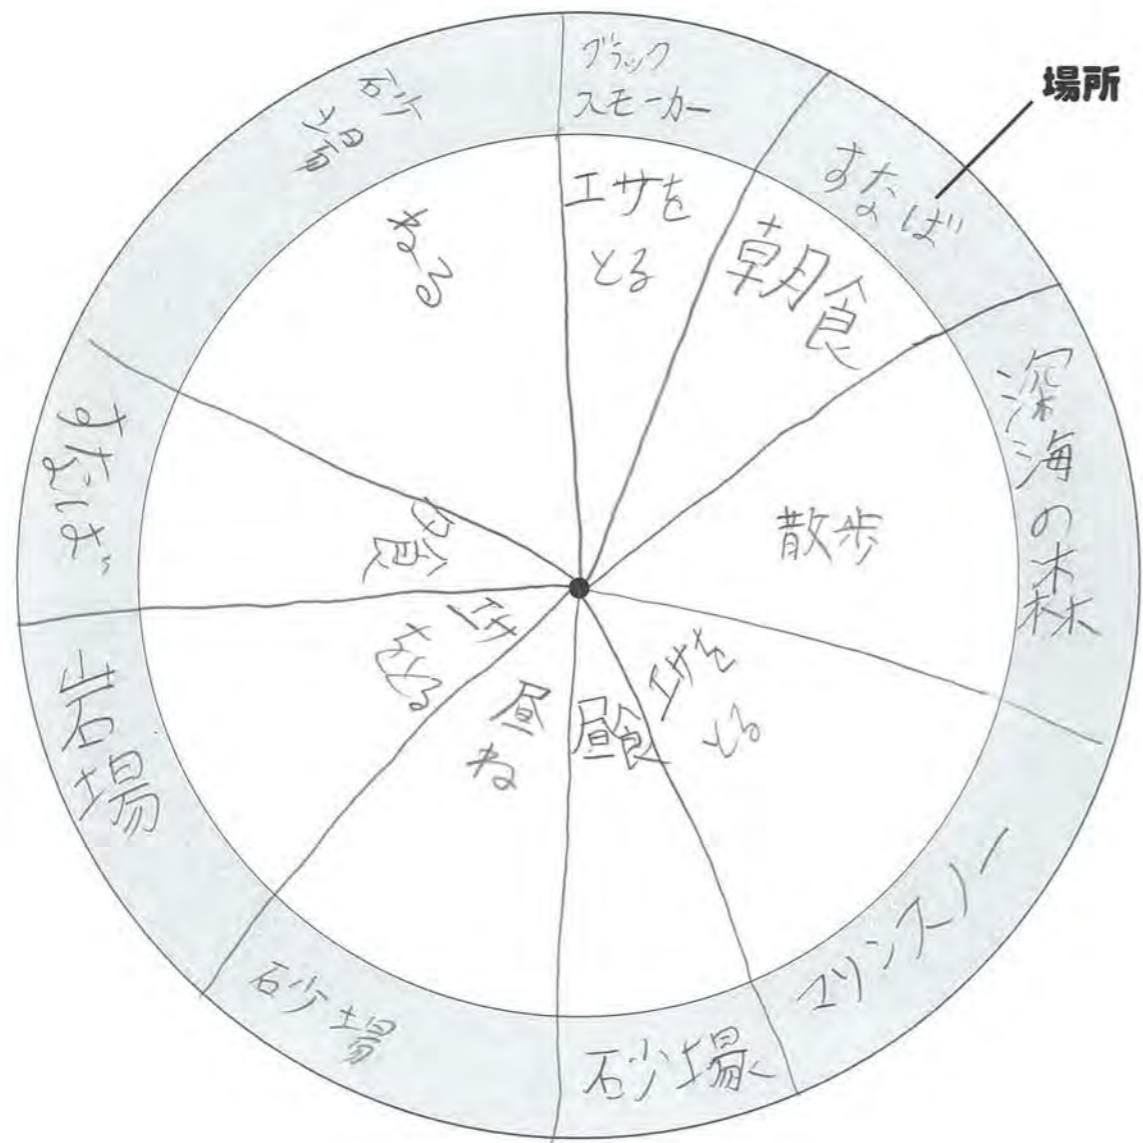 場所
ブラック
スモーカー
エサを
とる
すなば
朝食
深海の森
散歩
マリンスノー
エサを
とる
砂場
昼食
砂場
昼
ね
岩場
エサ
をとる
すなば
夕食
砂
場
ねる